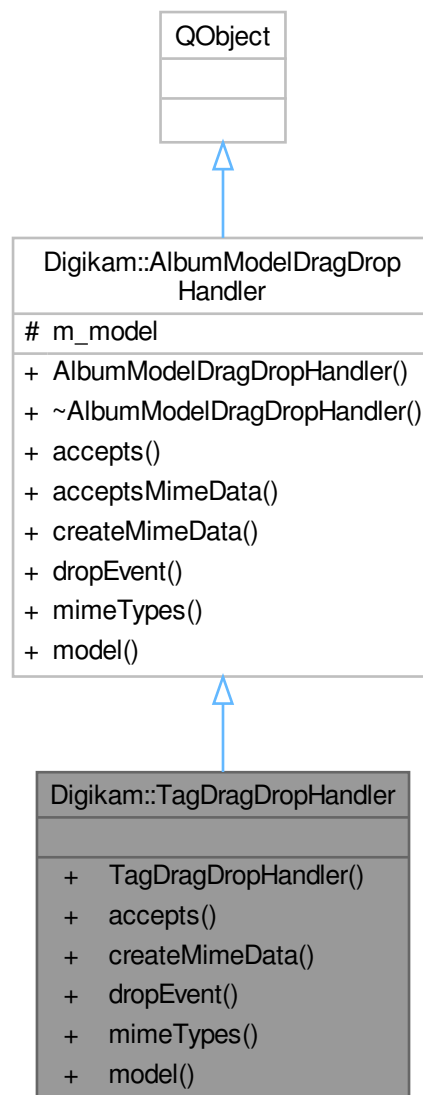 QObject
Digikam::AlbumModelDragDrop
Handler
# m_model
+ AlbumModelDragDropHandler()
+ ~AlbumModelDragDropHandler()
+ accepts()
+ acceptsMimeData()
+ createMimeData()
+ dropEvent()
+ mimeTypes()
+ model()
Digikam::TagDragDropHandler
+ TagDragDropHandler()
+ accepts()
+ createMimeData()
+ dropEvent()
+ mimeTypes()
+ model()